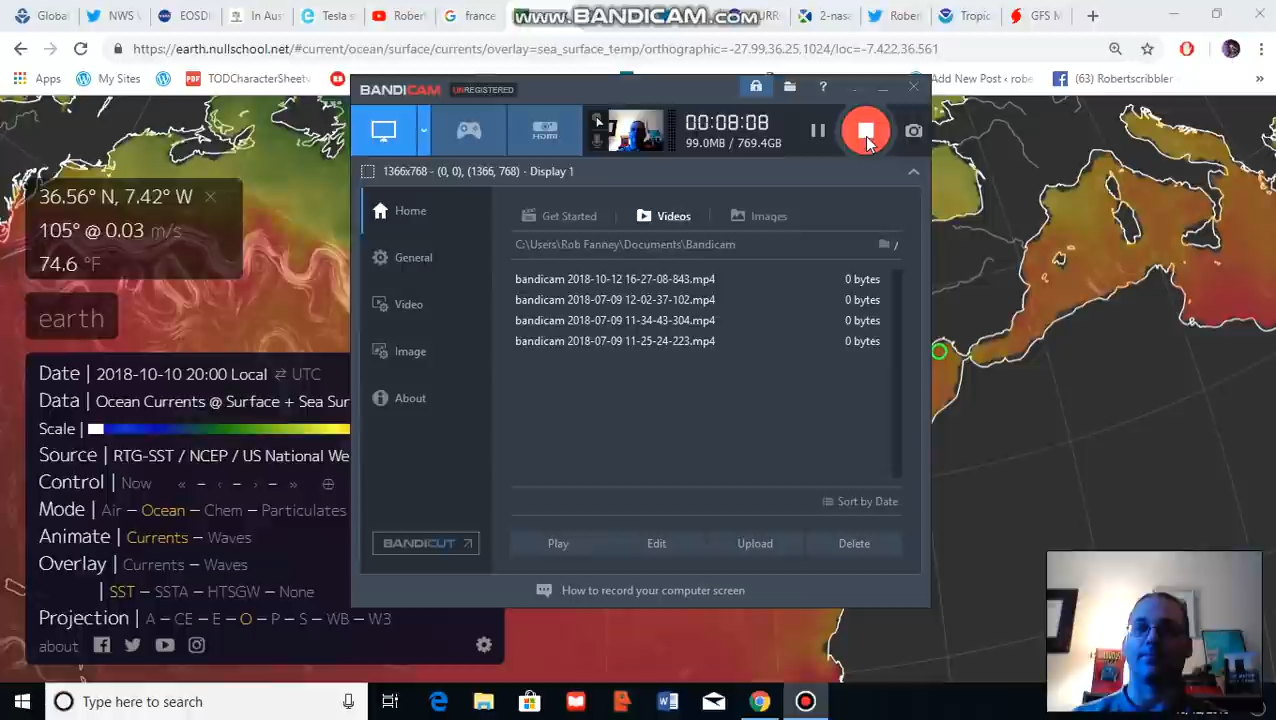 NWS
EOSD
In Aust
Tesla s
Robert
france
www.BANDICAM.com
2-nase
Rober
Tropic
GFS M
https://earth.nullschool.net/#current/ocean/surface/currents/overlay=sea_surface_temp/orthographic=-27.99,36.25,1024/loc=-7.422,36.561
Apps My Sites TODCharacterSheet
Add New Post ‹ robe (63) Robertscribbler
BANDICAM UNREGISTERED
?
HDMI
00:08:08
99.0MB / 769.4GB
1366x768 - (0, 0), (1366, 768) - Display 1
36.56° N, 7.42° W
105° @ 0.03 m/s
74.6 °F
earth
Date | 2018-10-10 20:00 Local ⇄ UTC
Data | Ocean Currents @ Surface + Sea Sur
Scale |
Source | RTG-SST / NCEP / US National We
Control | Now « – ‹ – › – »
Mode | Air – Ocean – Chem – Particulates
Animate | Currents – Waves
Overlay | Currents – Waves
| SST – SSTA – HTSGW – None
Projection | A – CE – E – O – P – S – WB – W3
about
Home
General
Video
Image
About
BANDICUT
Get Started | Videos | Images
C:\Users\Rob Fanney\Documents\Bandicam /
bandicam 2018-10-12 16-27-08-843.mp4 0 bytes
bandicam 2018-07-09 12-02-37-102.mp4 0 bytes
bandicam 2018-07-09 11-34-43-304.mp4 0 bytes
bandicam 2018-07-09 11-25-24-223.mp4 0 bytes
Sort by Date
Play Edit Upload Delete
How to record your computer screen
Type here to search